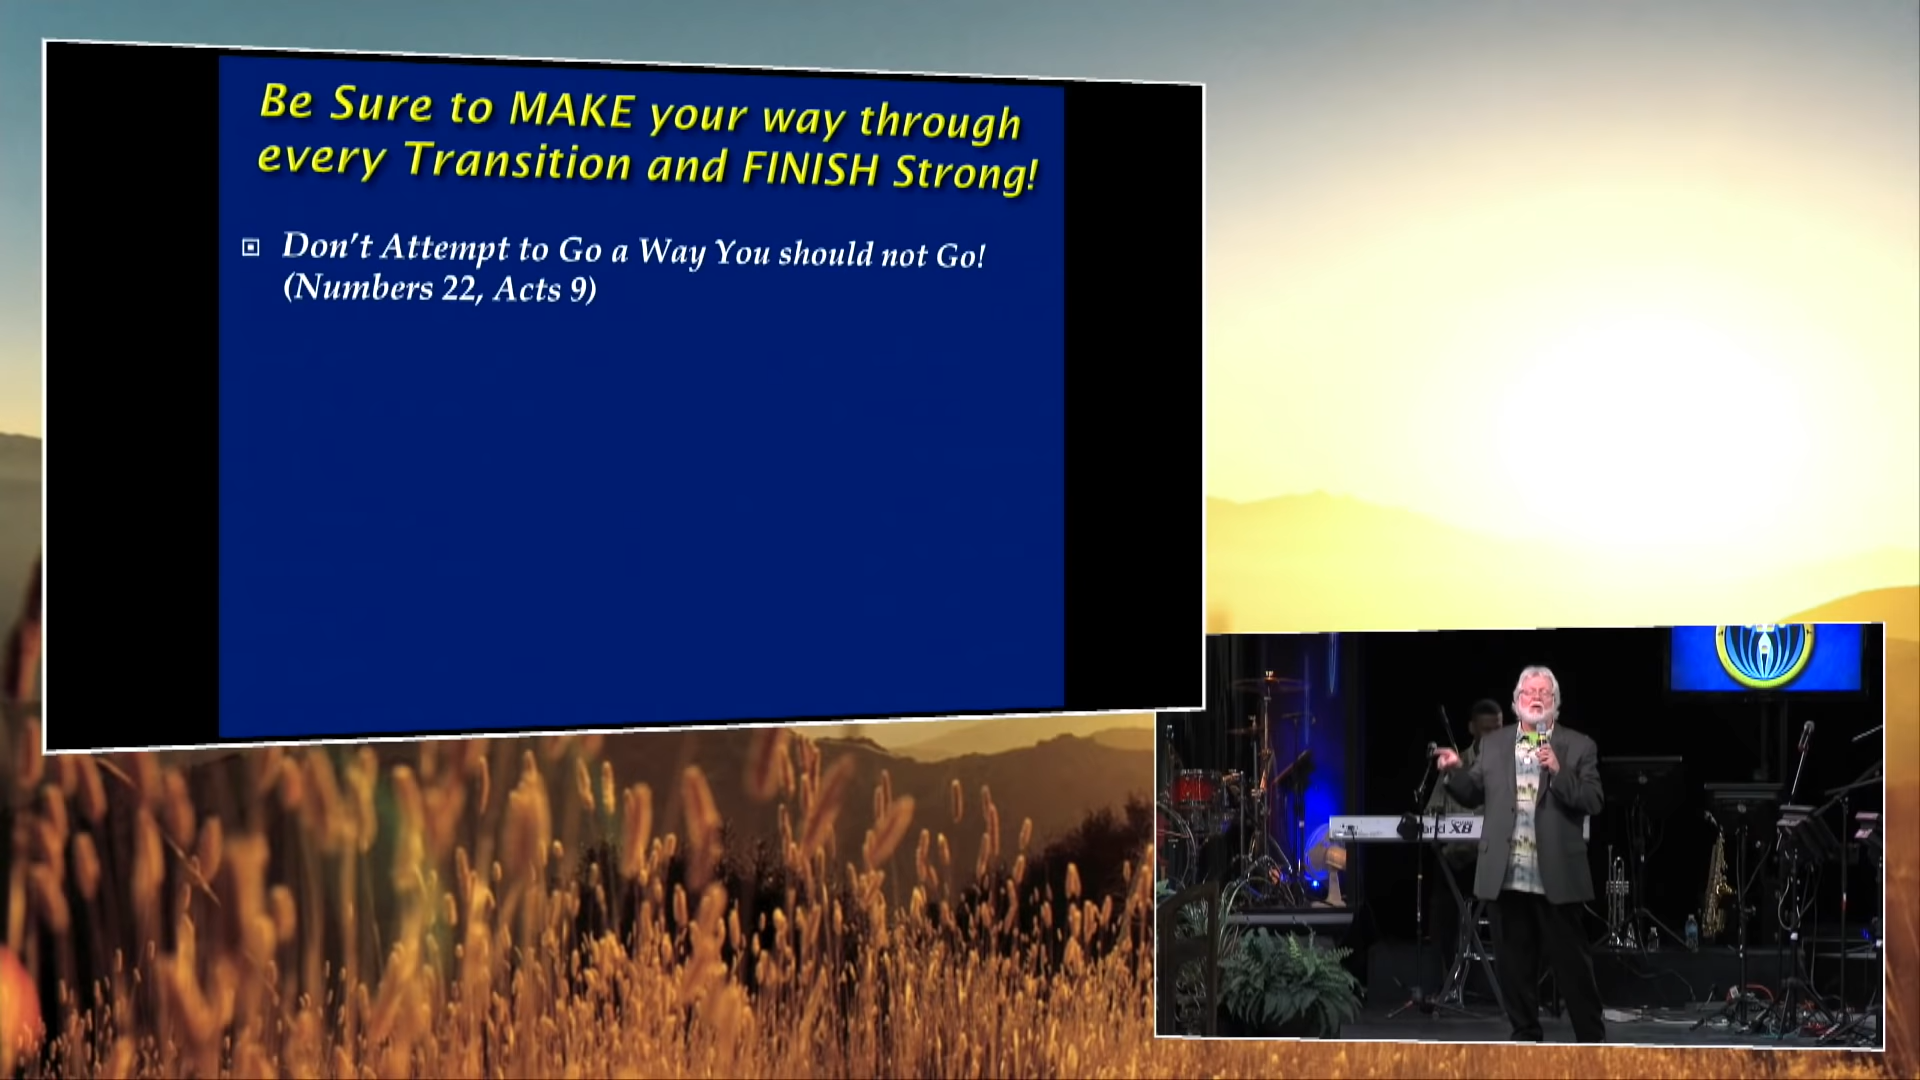 Be Sure to MAKE your way through
every Transition and FINISH Strong!
Don't Attempt to Go a Way You should not Go!
(Numbers 22, Acts 9)
X8